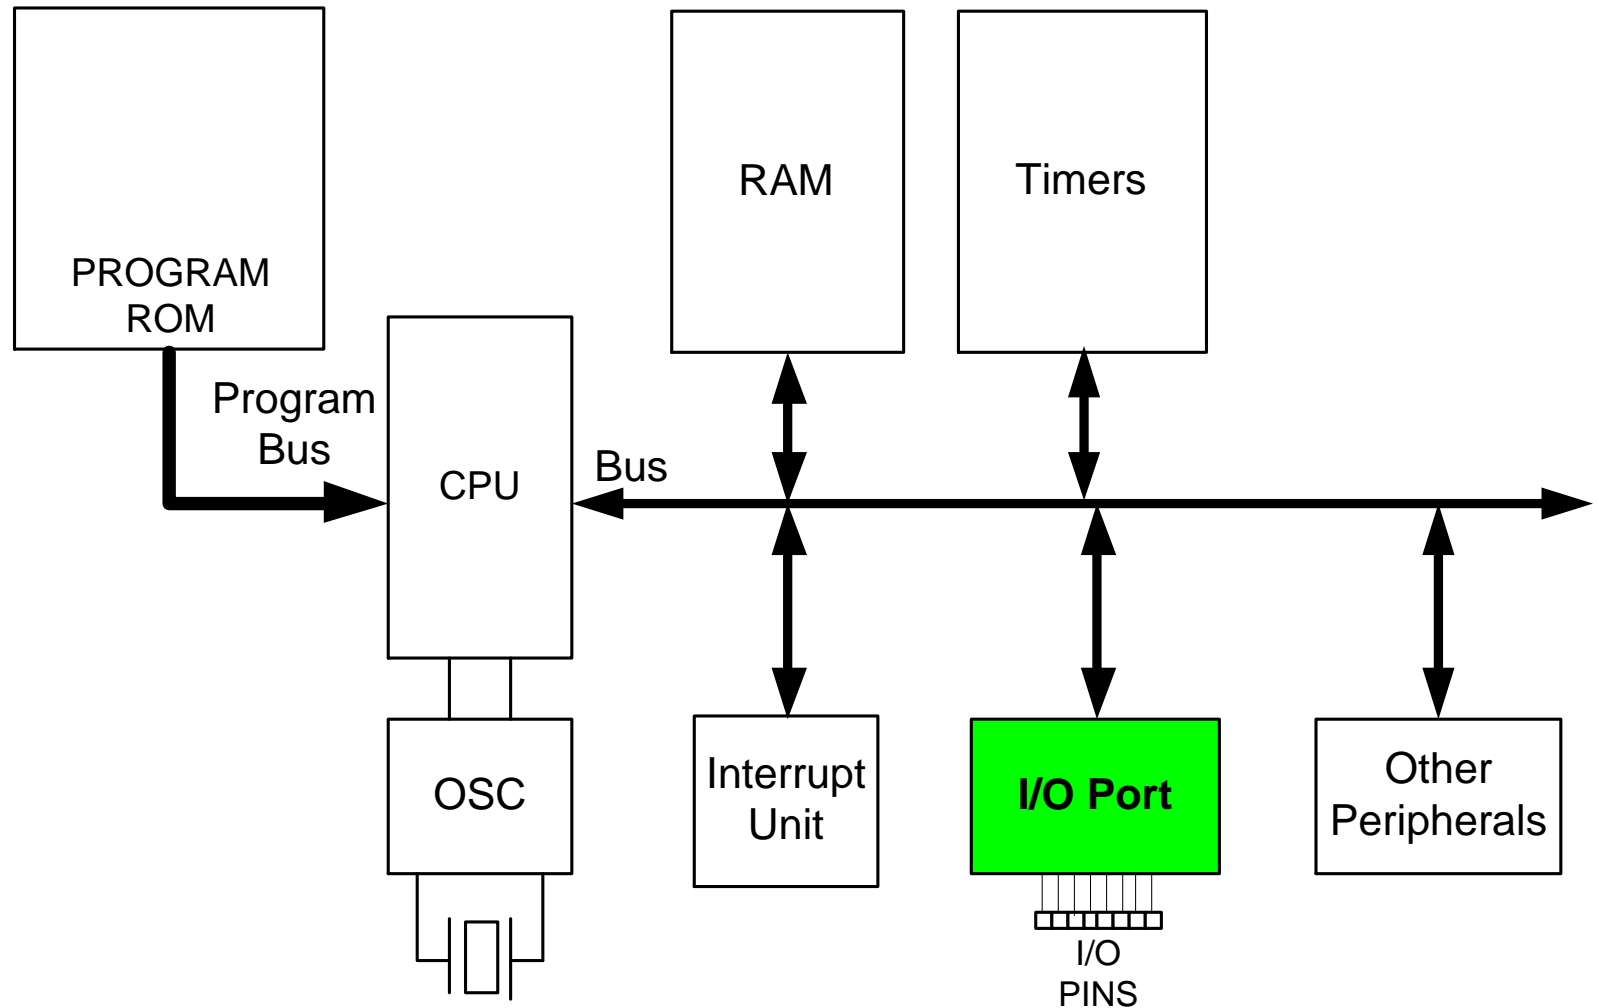 PROGRAM
ROM
RAM
Timers
Program
Bus
CPU
Bus
OSC
Interrupt
Unit
I/O Port
Other
Peripherals
I/O
PINS